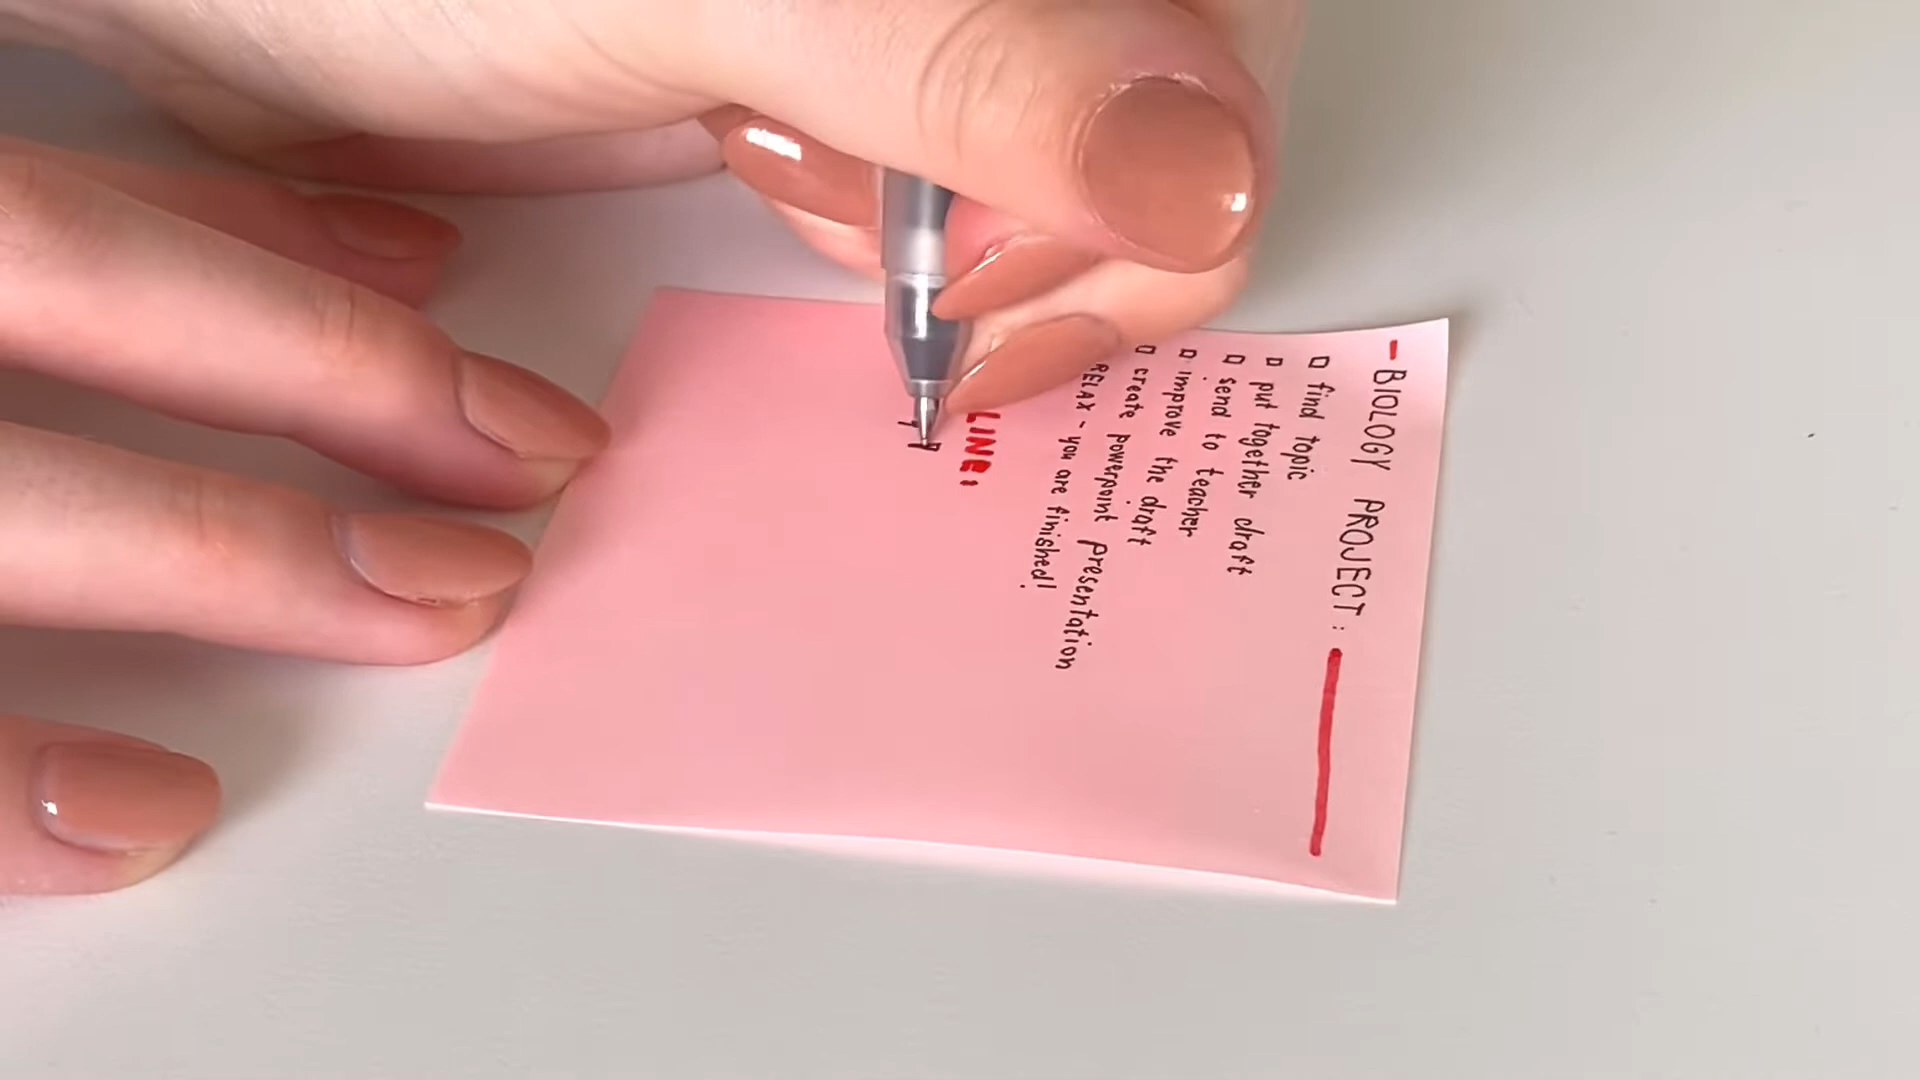 - BIOLOGY PROJECT:
find topic
put together draft
send to teacher
improve the draft
create powerpoint presentation
RELAX - you are finished!
LINE: